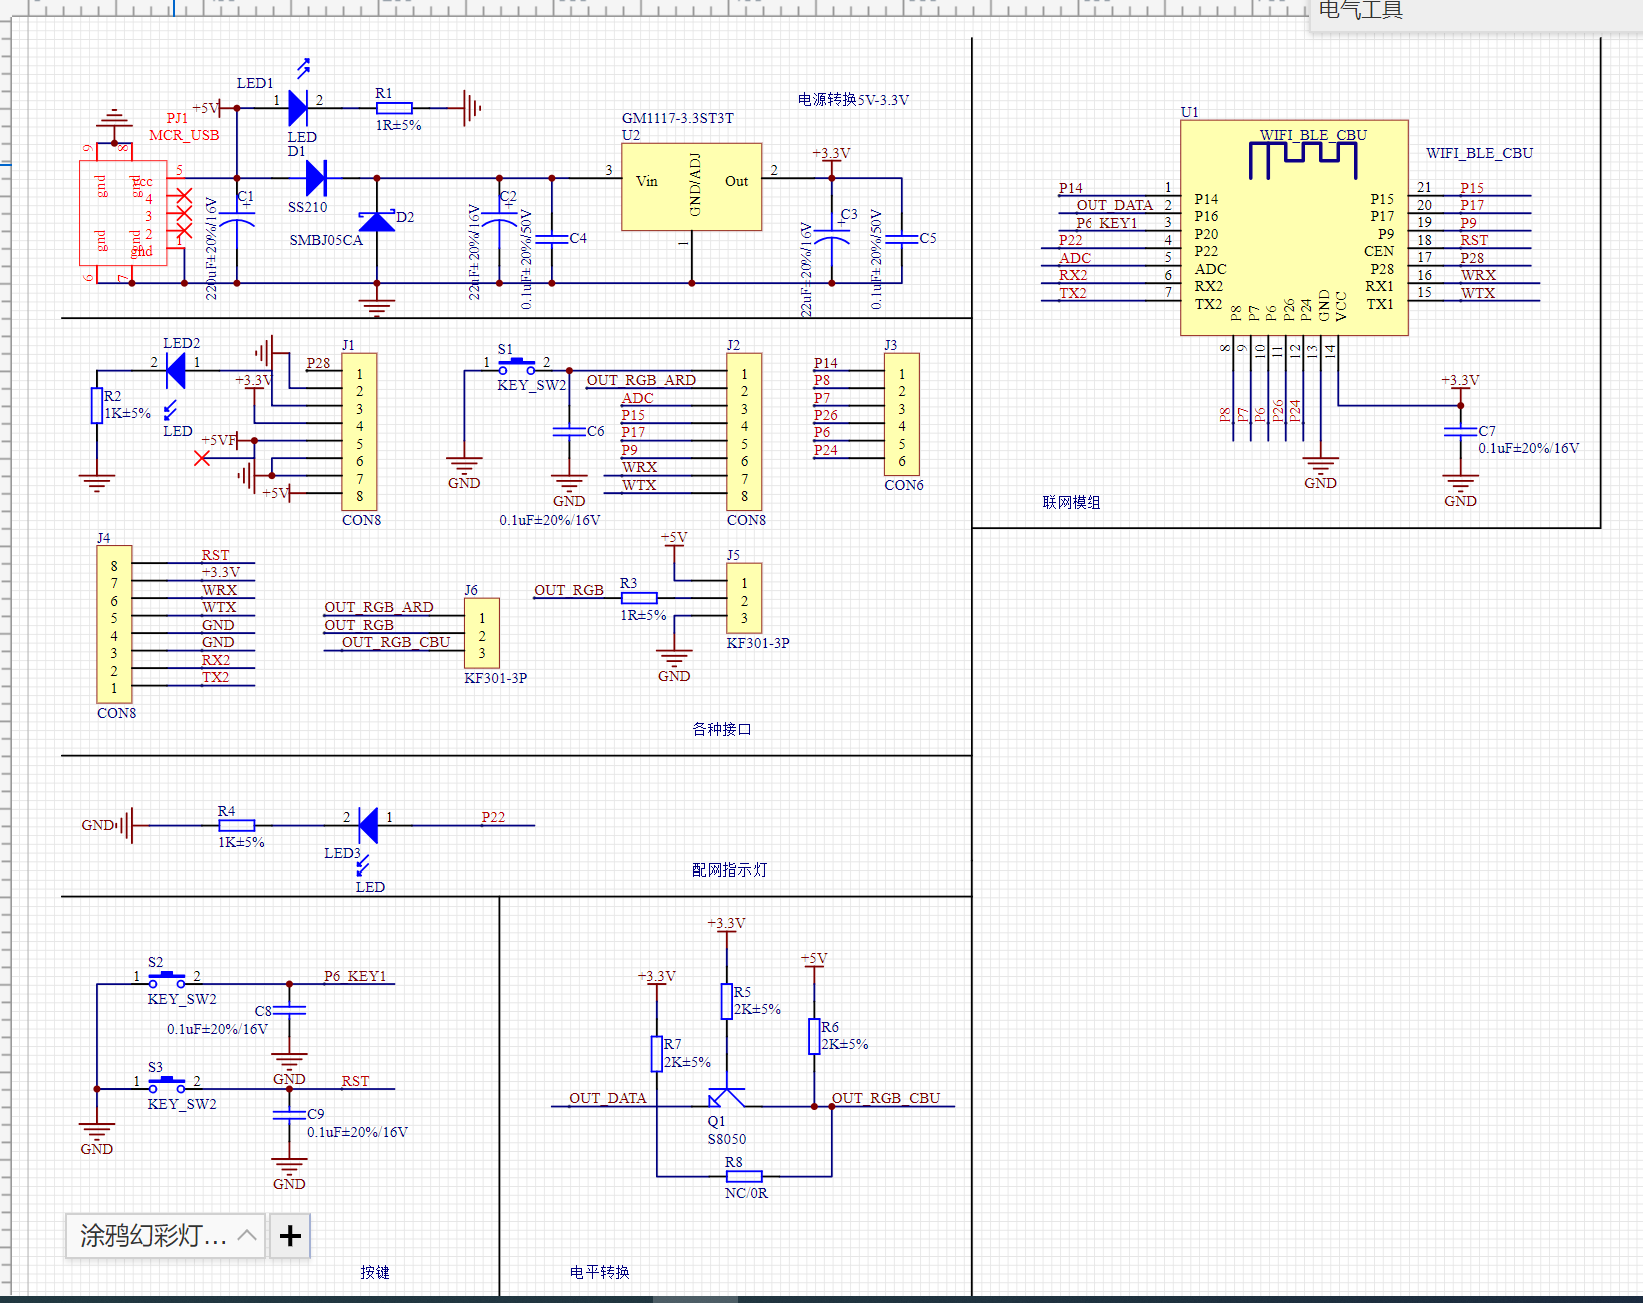 电气工具
LED1
+5V
1
2
R1
1R±5%
LED
D1
SS210
PJ1
MCR_USB
9
8
gnd
gnd
vcc
5
4
3
2
1
gnd
gnd
gnd
6
7
C1
220uF±20%/16V
D2
SMBJ05CA
C2
22uF±20%/16V
C4
0.1uF±20%/50V
GM1117-3.3ST3T
U2
3
Vin
GND/ADJ
Out
2
1
电源转换5V-3.3V
+3.3V
C3
22uF±20%/16V
C5
0.1uF±20%/50V
U1
WIFI_BLE_CBU
WIFI_BLE_CBU
P14 1 P14
OUT_DATA 2 P16
P6_KEY1 3 P20
P22 4 P22
ADC 5 ADC
RX2 6 RX2
TX2 7 TX2
P15 21 P15
P17 20 P17
P9 19 P9
CEN 18 RST
P28 17 P28
RX1 16 WRX
TX1 15 WTX
P8 P7 P6 P26 P24 GND VCC
8 9 10 11 12 13 14
P8 P7 P6 P26 P24
GND
+3.3V
C7
0.1uF±20%/16V
GND
联网模组
LED2
2
1
LED
R2
1K±5%
+3.3V
+5VF
+5V
P28
J1
1
2
3
4
5
6
7
8
CON8
S1
1
2
KEY_SW2
GND
C6
GND
0.1uF±20%/16V
J2
1
OUT_RGB_ARD 2
ADC 3
P15 4
P17 5
P9 6
WRX 7
WTX 8
CON8
J3
P14 1
P8 2
P7 3
P26 4
P6 5
P24 6
CON6
J4
8 RST
7 +3.3V
6 WRX
5 WTX
4 GND
3 GND
2 RX2
1 TX2
CON8
J6
OUT_RGB_ARD 1
OUT_RGB 2
OUT_RGB_CBU 3
KF301-3P
+5V
J5
OUT_RGB
R3
1R±5%
1
2
3
KF301-3P
GND
各种接口
GND
R4
1K±5%
2
1
LED3
LED
P22
配网指示灯
S2
1
2
KEY_SW2
P6_KEY1
C8
0.1uF±20%/16V
GND
S3
1
2
KEY_SW2
RST
C9
0.1uF±20%/16V
GND
GND
按键
+3.3V
+3.3V
+5V
R5
2K±5%
R7
2K±5%
R6
2K±5%
OUT_DATA
OUT_RGB_CBU
Q1
S8050
R8
NC/0R
电平转换
涂鸦幻彩灯...